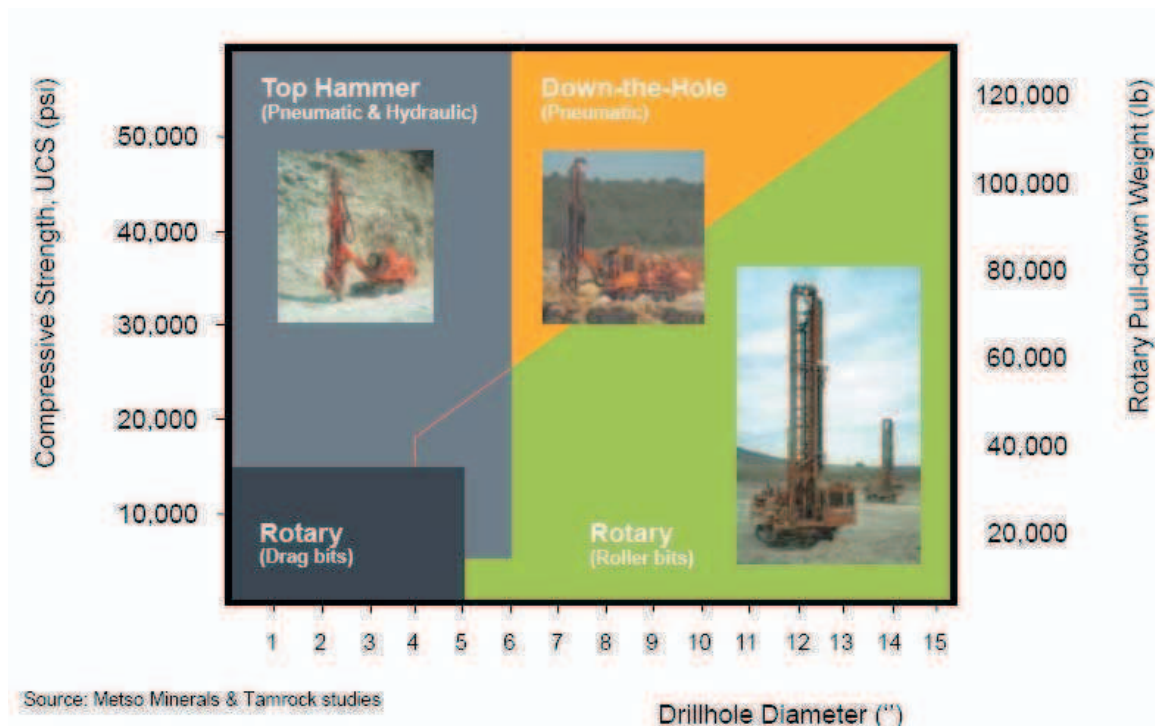 Top Hammer
(Pneumatic & Hydraulic)
Down-the-Hole
(Pneumatic)
Compressive Strength, UCS (psi)
50,000
40,000
30,000
20,000
10,000
120,000
100,000
80,000
60,000
40,000
20,000
Rotary Pull-down Weight (lb)
Rotary
(Drag bits)
Rotary
(Roller bits)
1 2 3 4 5 6 7 8 9 10 11 12 13 14 15
Source: Metso Minerals & Tamrock studies
Drillhole Diameter (")